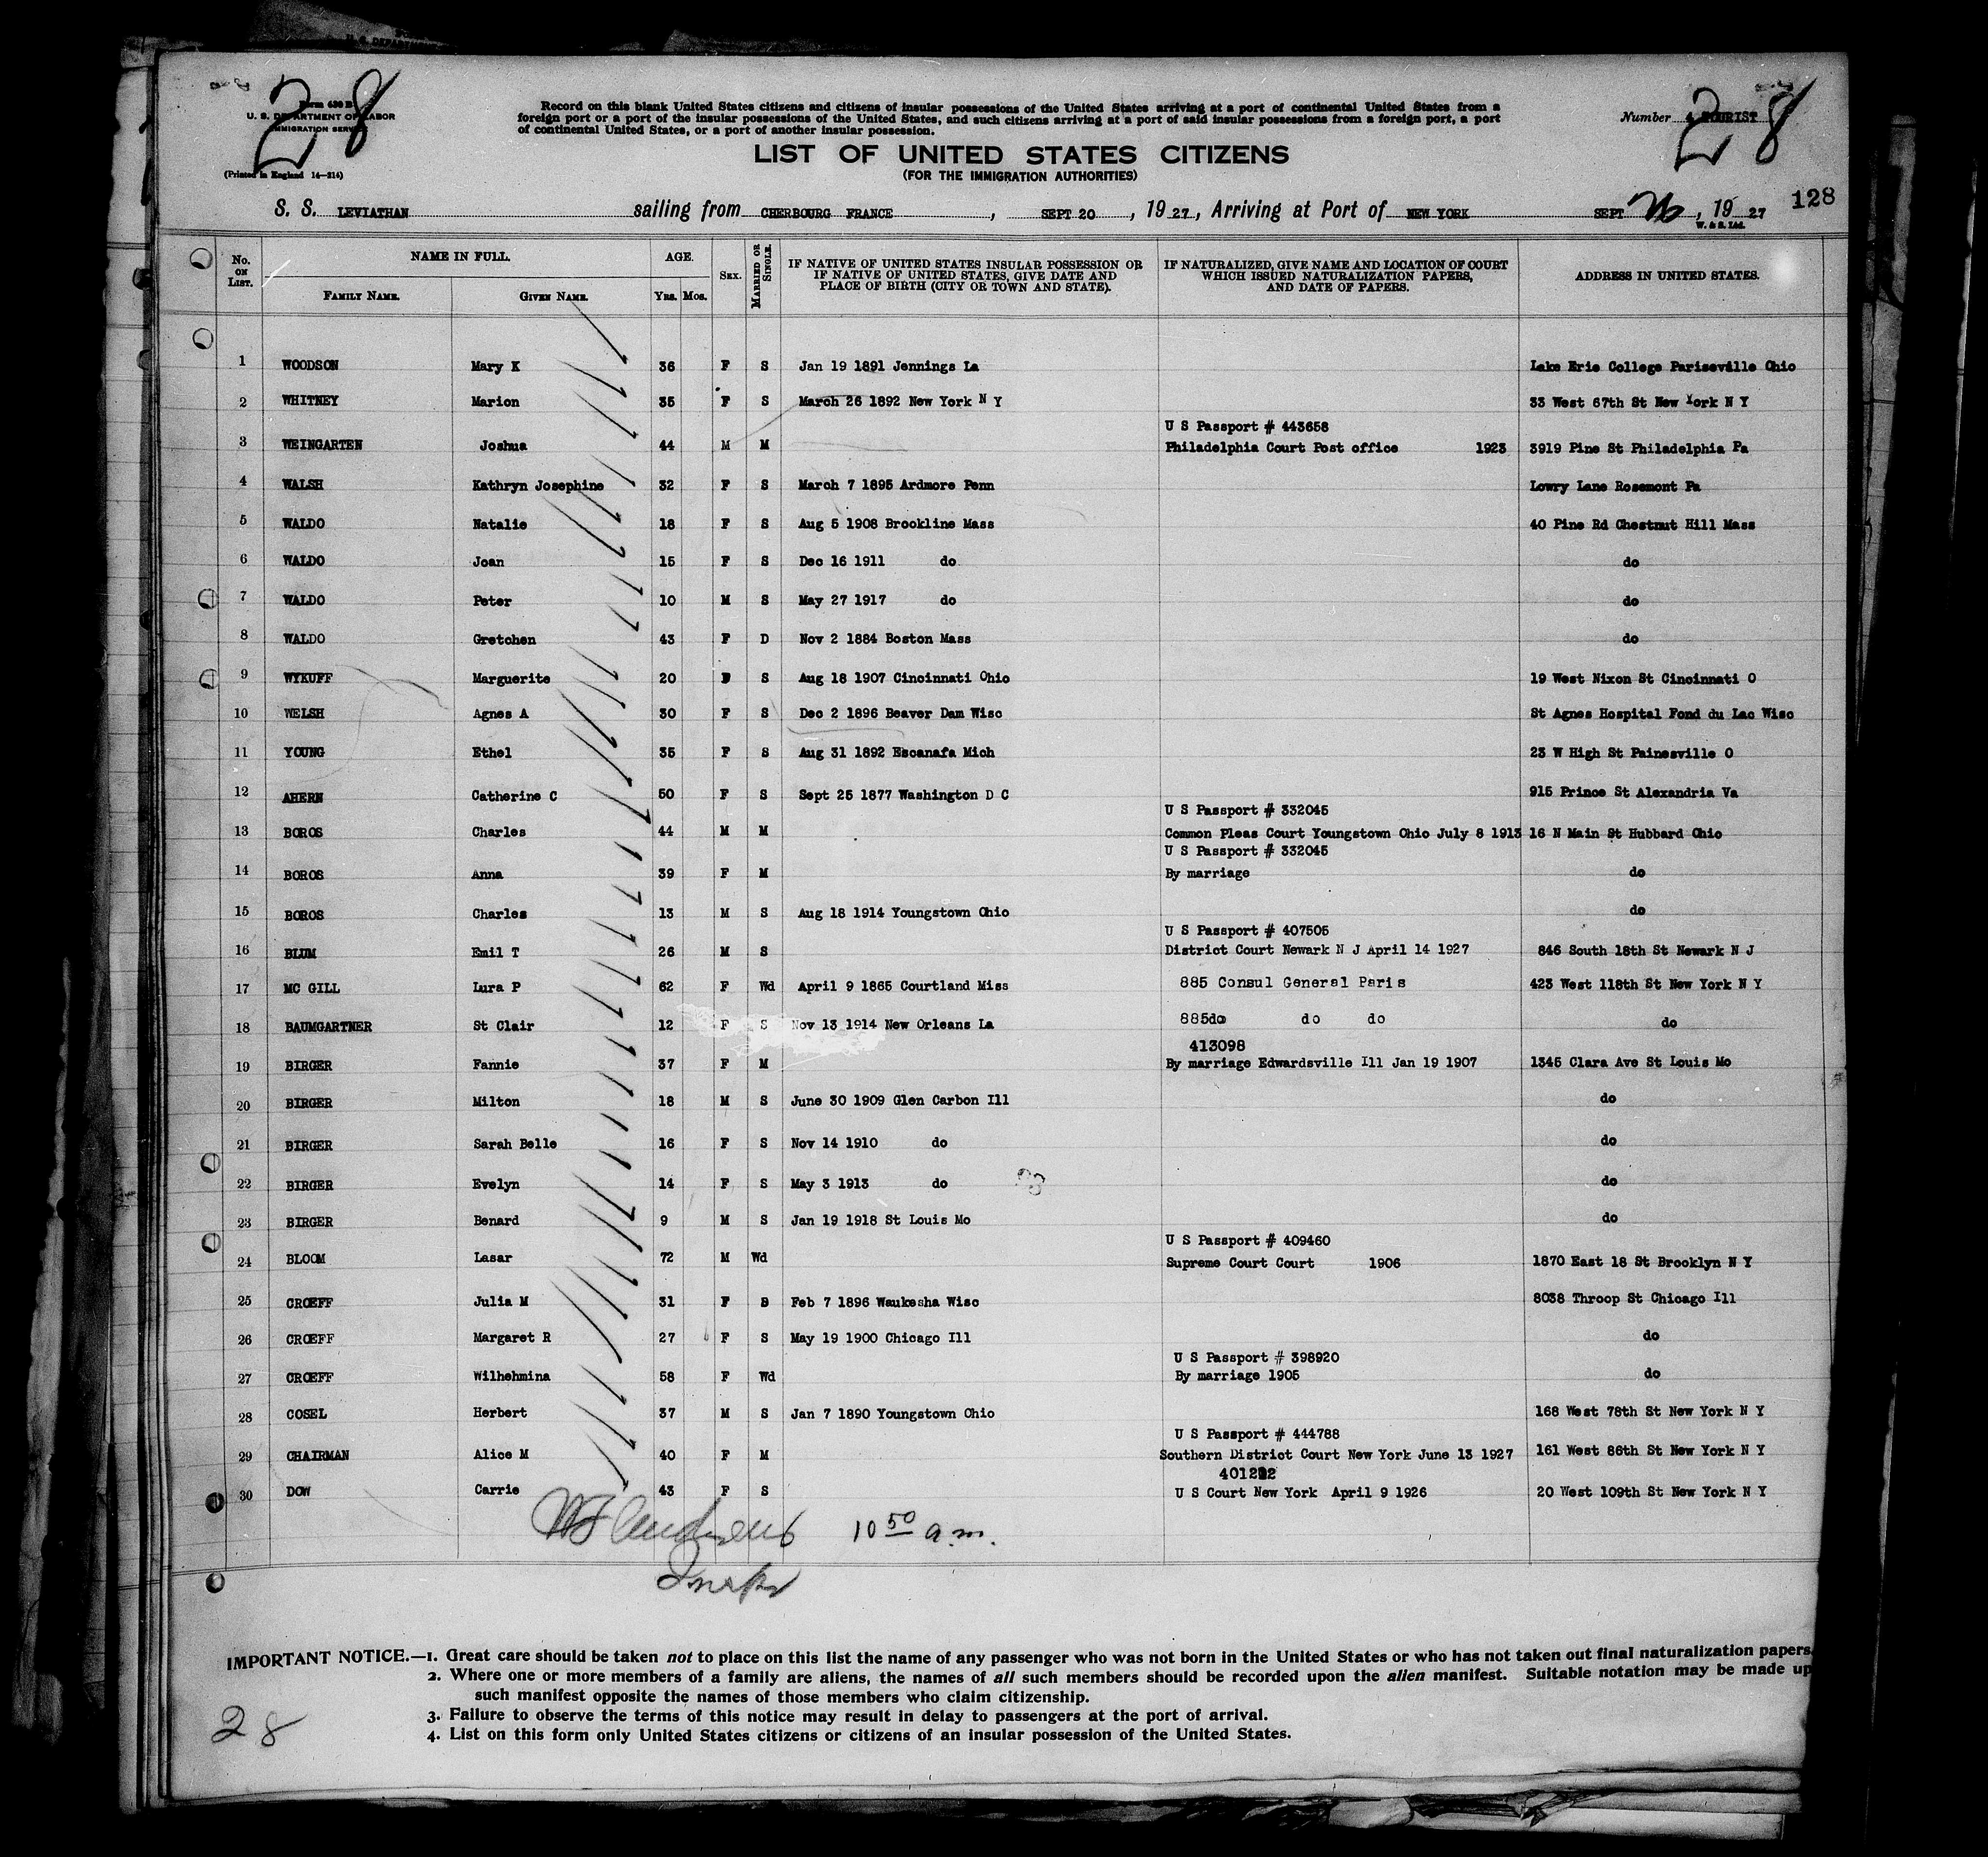 28
Form 630 B
U. S. DEPARTMENT OF LABOR
IMMIGRATION SERVICE
(Printed in England 14—214)
Record on this blank United States citizens and citizens of insular possessions of the United States arriving at a port of continental United States from a
foreign port or a port of the insular possessions of the United States, and such citizens arriving at a port of said insular possessions from a foreign port, a port
of continental United States, or a port of another insular possession.
Number 4 TOURIST
28
LIST OF UNITED STATES CITIZENS
(FOR THE IMMIGRATION AUTHORITIES)
128
S. S. LEVIATHAN sailing from CHERBOURG FRANCE, SEPT 20, 1927, Arriving at Port of NEW YORK SEPT 26, 1927
W. & S. Ltd.
No. ON LIST. NAME IN FULL. FAMILY NAME. GIVEN NAME. AGE. YRS. MOS. SEX. MARRIED OR SINGLE. IF NATIVE OF UNITED STATES INSULAR POSSESSION OR IF NATIVE OF UNITED STATES, GIVE DATE AND PLACE OF BIRTH (CITY OR TOWN AND STATE). IF NATURALIZED, GIVE NAME AND LOCATION OF COURT WHICH ISSUED NATURALIZATION PAPERS, AND DATE OF PAPERS. ADDRESS IN UNITED STATES.
1 WOODSON Mary K 36 F S Jan 19 1891 Jennings La Lake Erie College Pariseville Ohio
2 WHITNEY Marion 35 F S March 26 1892 New York N Y 33 West 67th St New York N Y
U S Passport # 443658
3 WEINGARTEN Joshua 44 M M Philadelphia Court Post office 1923 3919 Pine St Philadelphia Pa
4 WALSH Kathryn Josephine 32 F S March 7 1895 Ardmore Penn Lowry Lane Rosemont Pa
5 WALDO Natalie 18 F S Aug 5 1908 Brookline Mass 40 Pine Rd Chestnut Hill Mass
6 WALDO Joan 15 F S Dec 16 1911 do do
7 WALDO Peter 10 M S May 27 1917 do do
8 WALDO Gretchen 43 F D Nov 2 1884 Boston Mass do
9 WYKUFF Marguerite 20 F S Aug 18 1907 Cincinnati Ohio 19 West Nixon St Cincinnati O
10 WELSH Agnes A 30 F S Dec 2 1896 Beaver Dam Wisc St Agnes Hospital Fond du Lac Wisc
11 YOUNG Ethel 35 F S Aug 31 1892 Escanafa Mich 23 W High St Painesville O
12 AHERN Catherine C 50 F S Sept 25 1877 Washington D C 915 Prince St Alexandria Va
U S Passport # 332045
13 BOROS Charles 44 M M Common Pleas Court Youngstown Ohio July 8 1913 16 N Main St Hubbard Ohio
U S Passport # 332045
14 BOROS Anna 39 F M By marriage do
15 BOROS Charles 13 M S Aug 18 1914 Youngstown Ohio do
U S Passport # 407505
16 BLUM Emil T 26 M S District Court Newark N J April 14 1927 846 South 18th St Newark N J
17 MC GILL Lura P 62 F Wd April 9 1865 Courtland Miss 885 Consul General Paris 423 West 118th St New York N Y
18 BAUMGARTNER St Clair 12 F S Nov 13 1914 New Orleans La 885do do do do
413098
19 BIRGER Fannie 37 F M By marriage Edwardsville Ill Jan 19 1907 1345 Clara Ave St Louis Mo
20 BIRGER Milton 18 M S June 30 1909 Glen Carbon Ill do
21 BIRGER Sarah Belle 16 F S Nov 14 1910 do do
22 BIRGER Evelyn 14 F S May 3 1913 do do
23 BIRGER Benard 9 M S Jan 19 1918 St Louis Mo do
U S Passport # 409460
24 BLOOM Lasar 72 M Wd Supreme Court Court 1906 1870 East 18 St Brooklyn N Y
25 CROEFF Julia M 31 F S Feb 7 1896 Waukesha Wisc 8038 Throop St Chicago Ill
26 CROEFF Margaret R 27 F S May 19 1900 Chicago Ill do
U S Passport # 398920
27 CROEFF Wilhehmina 58 F Wd By marriage 1905 do
28 COSEL Herbert 37 M S Jan 7 1890 Youngstown Ohio 168 West 78th St New York N Y
U S Passport # 444788
29 CHAIRMAN Alice M 40 F M Southern District Court New York June 13 1927 161 West 86th St New York N Y
401222
30 DOW Carrie 43 F S U S Court New York April 9 1926 20 West 109th St New York N Y
10 50 a.m.
IMPORTANT NOTICE.—1. Great care should be taken not to place on this list the name of any passenger who was not born in the United States or who has not taken out final naturalization papers.
2. Where one or more members of a family are aliens, the names of all such members should be recorded upon the alien manifest. Suitable notation may be made up
such manifest opposite the names of those members who claim citizenship.
3. Failure to observe the terms of this notice may result in delay to passengers at the port of arrival.
4. List on this form only United States citizens or citizens of an insular possession of the United States.
28